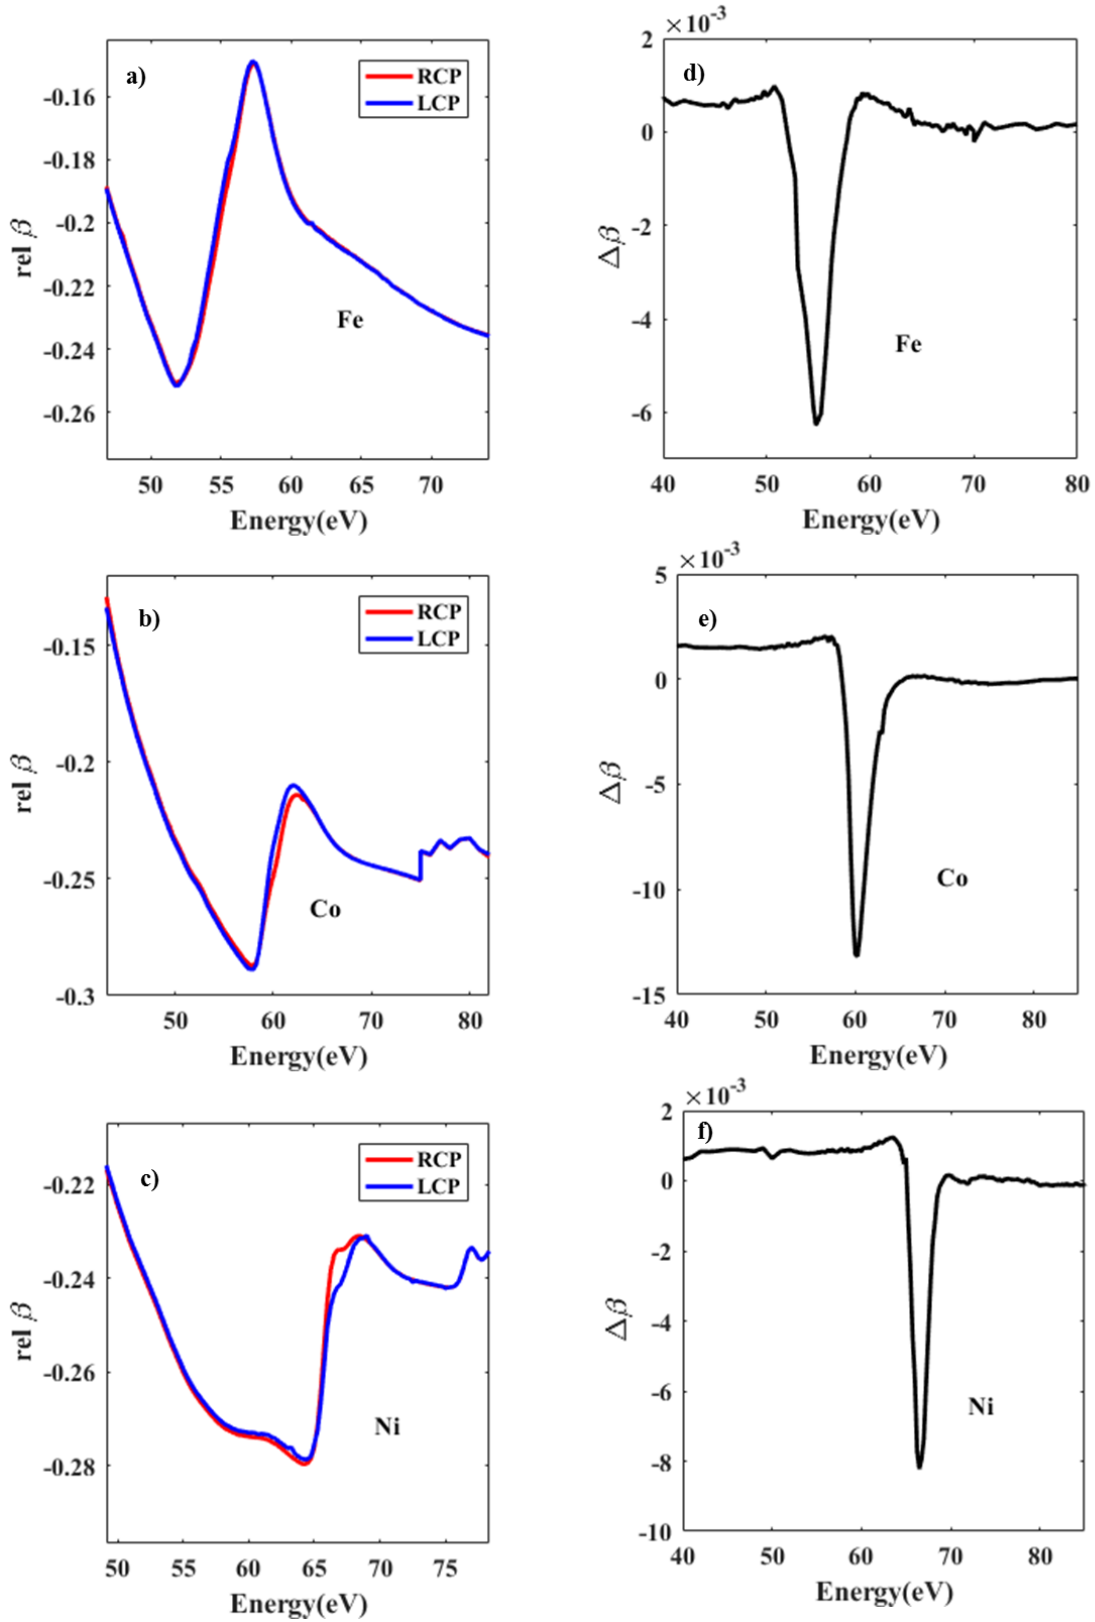 a)
RCP
LCP
-0.16
-0.18
-0.2
-0.22
-0.24
-0.26
rel β
Fe
50 55 60 65 70
Energy(eV)
d)
×10-3
2
0
-2
-4
-6
Δβ
Fe
40 50 60 70 80
Energy(eV)
b)
RCP
LCP
-0.15
-0.2
-0.25
-0.3
rel β
Co
50 60 70 80
Energy(eV)
e)
×10-3
5
0
-5
-10
-15
Δβ
Co
40 50 60 70 80
Energy(eV)
c)
RCP
LCP
-0.22
-0.24
-0.26
-0.28
rel β
Ni
50 55 60 65 70 75
Energy(eV)
f)
×10-3
2
0
-2
-4
-6
-8
-10
Δβ
Ni
40 50 60 70 80
Energy(eV)